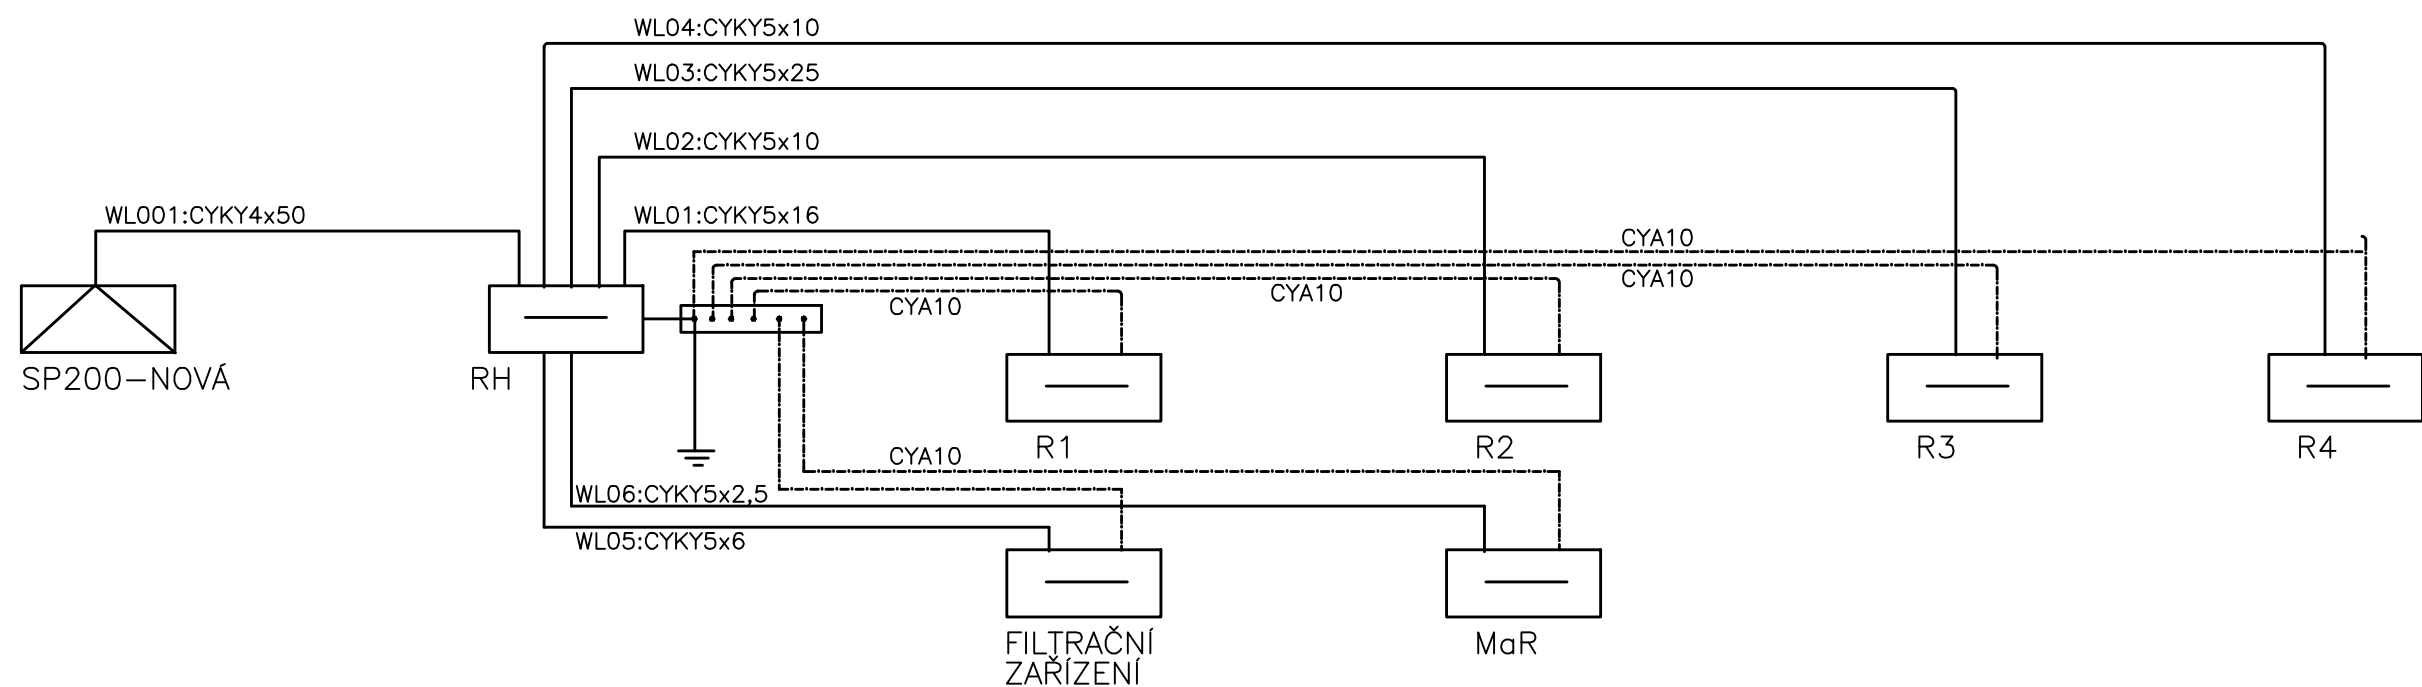 WL04:CYKY5x10
WL03:CYKY5x25
WL02:CYKY5x10
WL001:CYKY4x50
WL01:CYKY5x16
CYA10
CYA10
CYA10
CYA10
SP200-NOVÁ
RH
R1
R2
R3
R4
CYA10
WL06:CYKY5x2,5
WL05:CYKY5x6
FILTRAČNÍ
ZAŘÍZENÍ
MaR